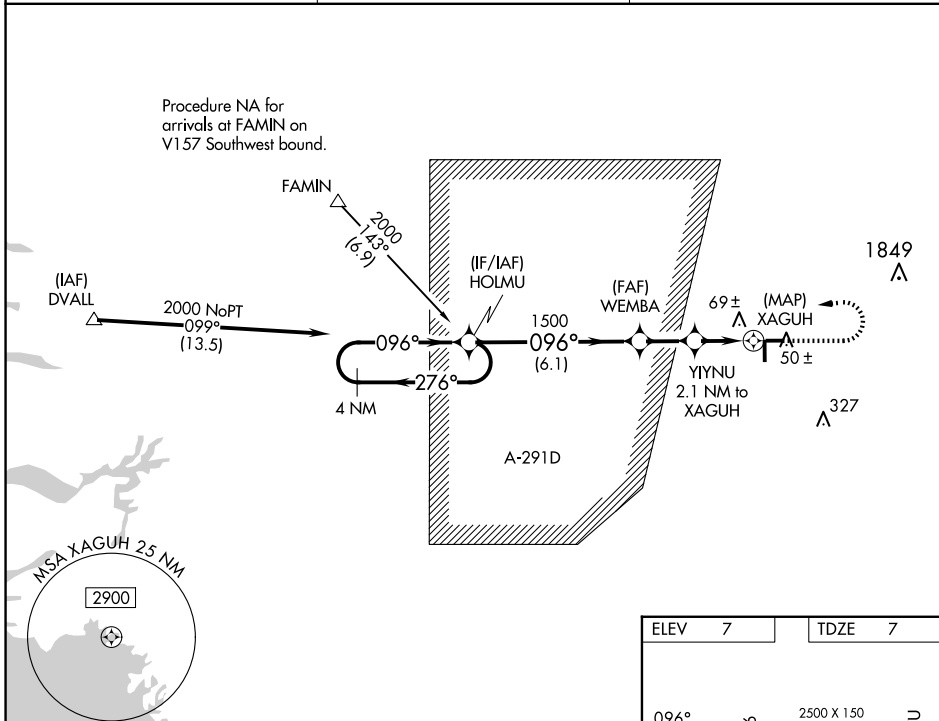 Procedure NA for
arrivals at FAMIN on
V157 Southwest bound.
FAMIN
2000
143°
(6.9)
(IAF)
DVALL
2000 NoPT
099°
(13.5)
(IF/IAF)
HOLMU
096°
276°
4 NM
1500
096°
(6.1)
(FAF)
WEMBA
YIYNU
2.1 NM to
XAGUH
69 ±
(MAP)
XAGUH
50 ±
1849
327
A-291D
MSA XAGUH 25 NM
2900
ELEV 7
TDZE 7
096°
2500 X 150